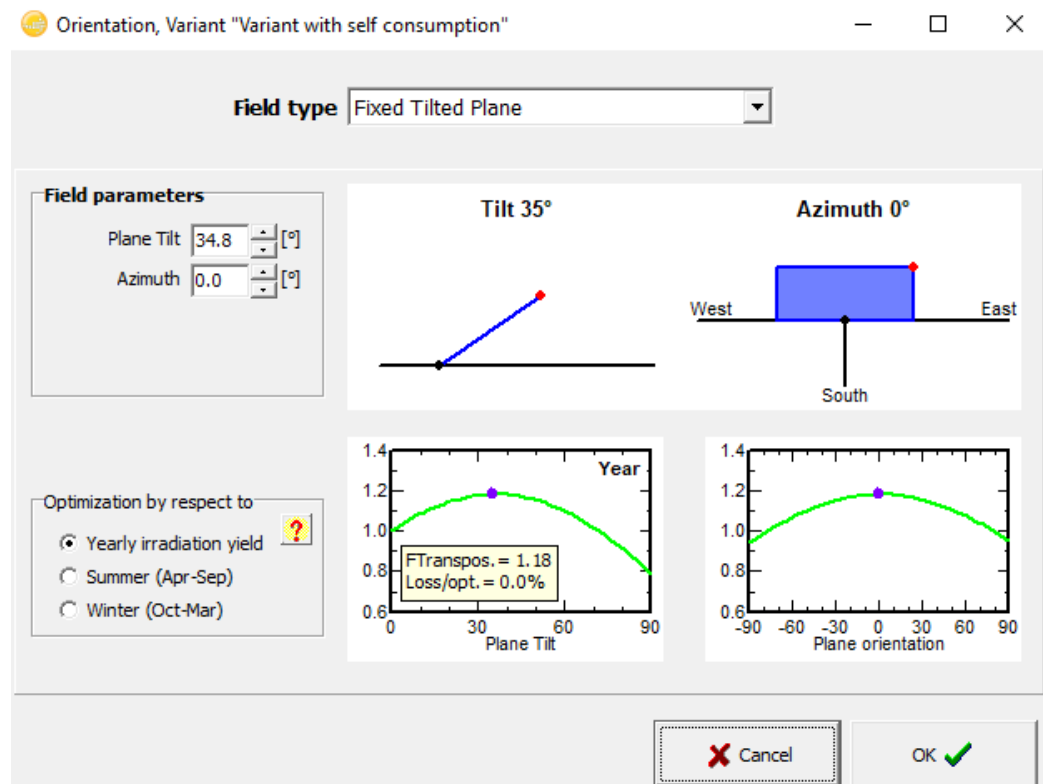 Orientation, Variant "Variant with self consumption"
Field type Fixed Tilted Plane
Field parameters
Plane Tilt 34.8 [º]
Azimuth 0.0 [º]
Tilt 35°
Azimuth 0°
West East
South
Optimization by respect to
?
Yearly irradiation yield
Summer (Apr-Sep)
Winter (Oct-Mar)
1.4
1.2
1.0
0.8
0.6
Year
FTranspos. = 1.18
Loss/opt. = 0.0%
0 30 60 90
Plane Tilt
1.4
1.2
1.0
0.8
0.6
-90 -60 -30 0 30 60 90
Plane orientation
Cancel OK